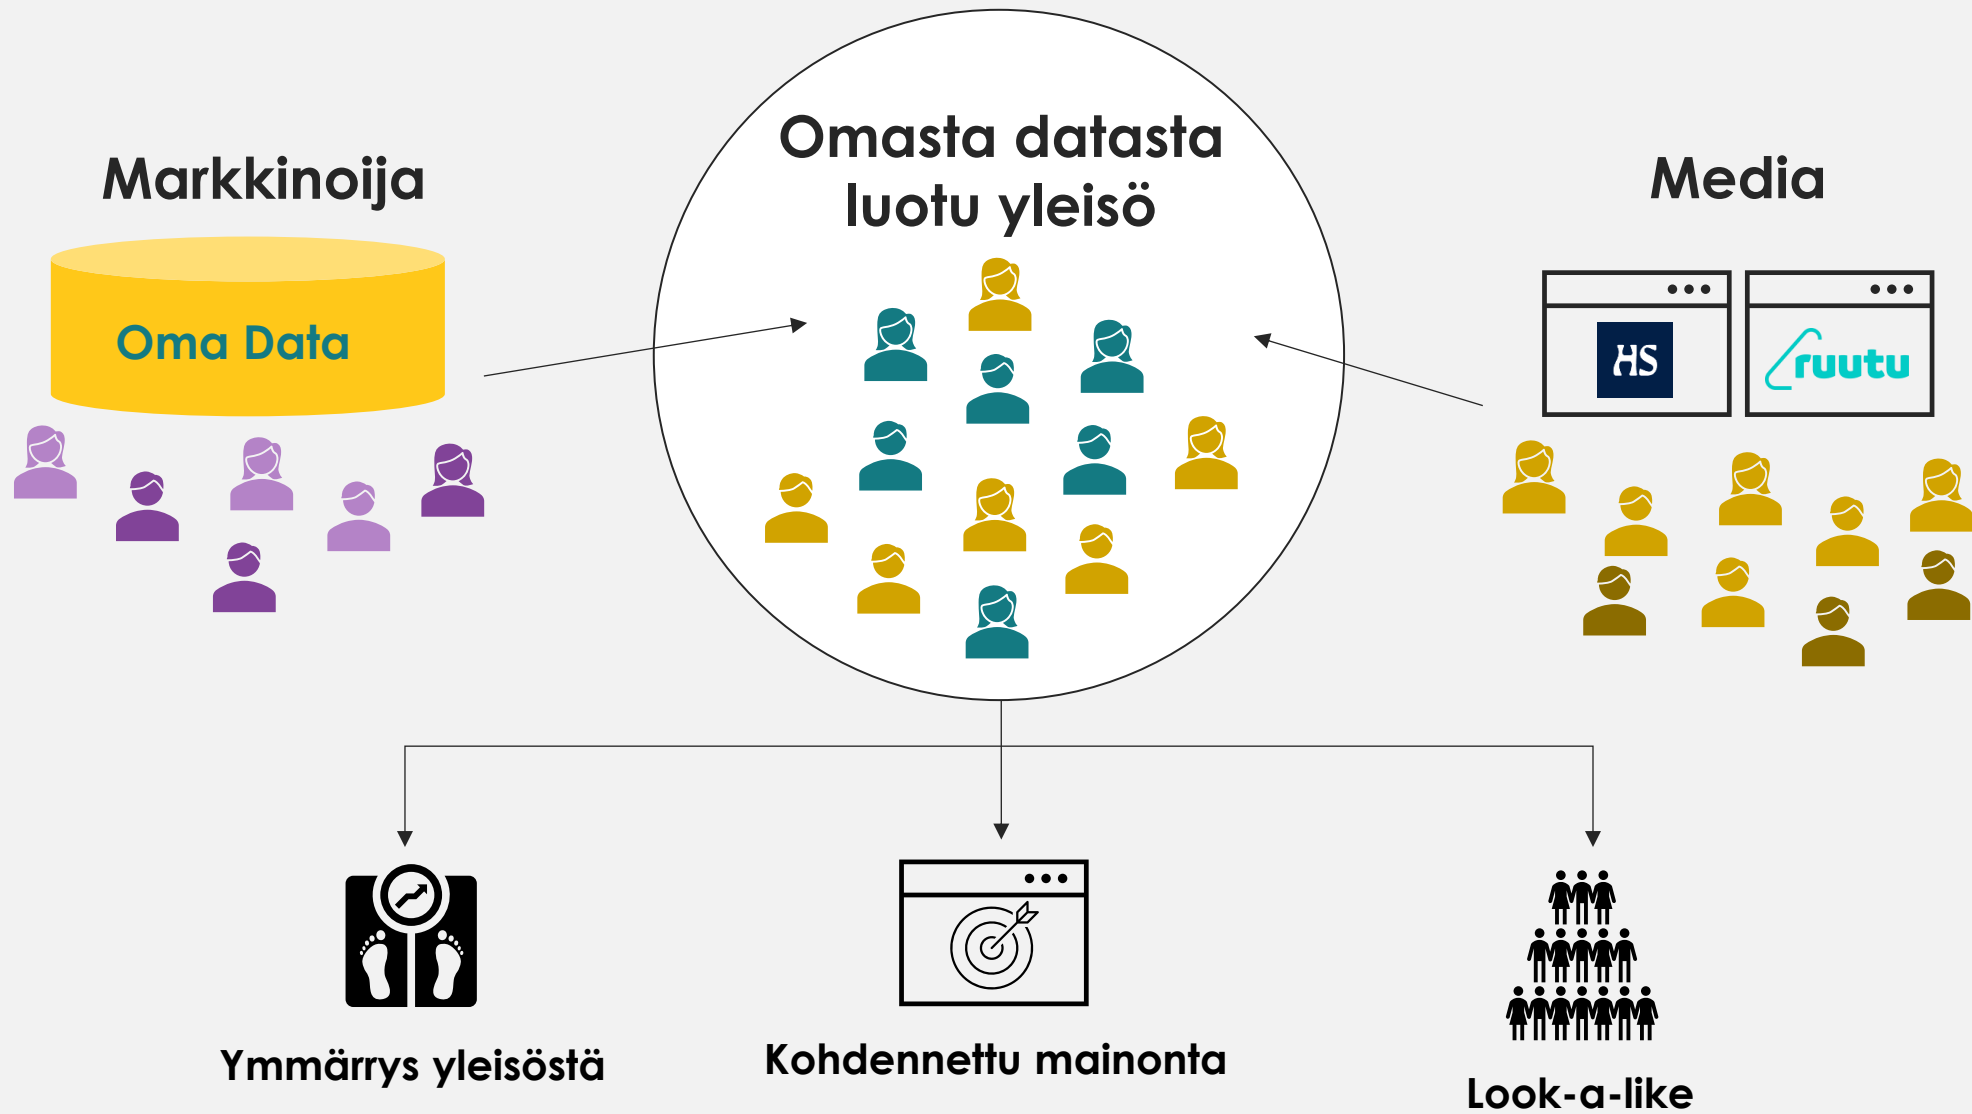 Markkinoija
Oma Data
Omasta datasta
luotu yleisö
Media
HS
ruutu
Ymmärrys yleisöstä
Kohdennettu mainonta
Look-a-like